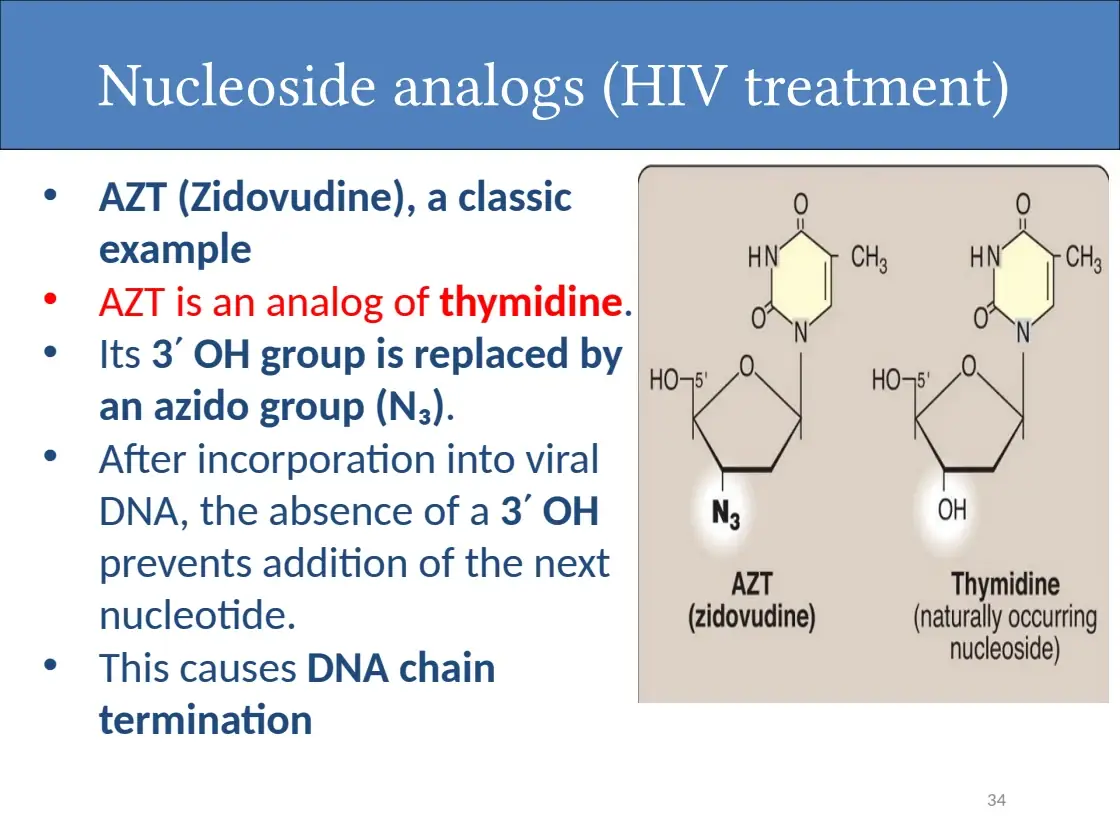 Nucleoside analogs (HIV treatment)
• AZT (Zidovudine), a classic
example
• AZT is an analog of thymidine.
• Its 3′ OH group is replaced by
an azido group (N₃).
• After incorporation into viral
DNA, the absence of a 3′ OH
prevents addition of the next
nucleotide.
• This causes DNA chain
termination
O
HN
CH3
O
N
HO 5'
O
N3
AZT
(zidovudine)
O
HN
CH3
O
N
HO 5'
O
OH
Thymidine
(naturally occurring
nucleoside)
34